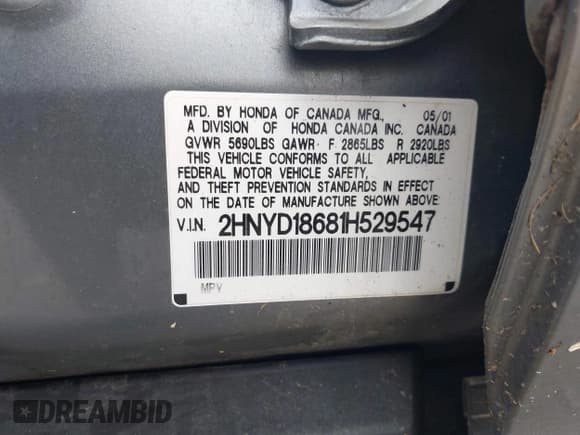 MFD. BY HONDA OF CANADA MFG., 05/01
A DIVISION OF HONDA CANADA INC. CANADA
GVWR 5690LBS GAWR F 2865LBS R 2920LBS
THIS VEHICLE CONFORMS TO ALL APPLICABLE
FEDERAL MOTOR VEHICLE SAFETY,
AND THEFT PREVENTION STANDARDS IN EFFECT
ON THE DATE OF MANUFACTURE SHOWN ABOVE.
V.I.N. 2HNYD18681H529547
MPV
DREAMBID